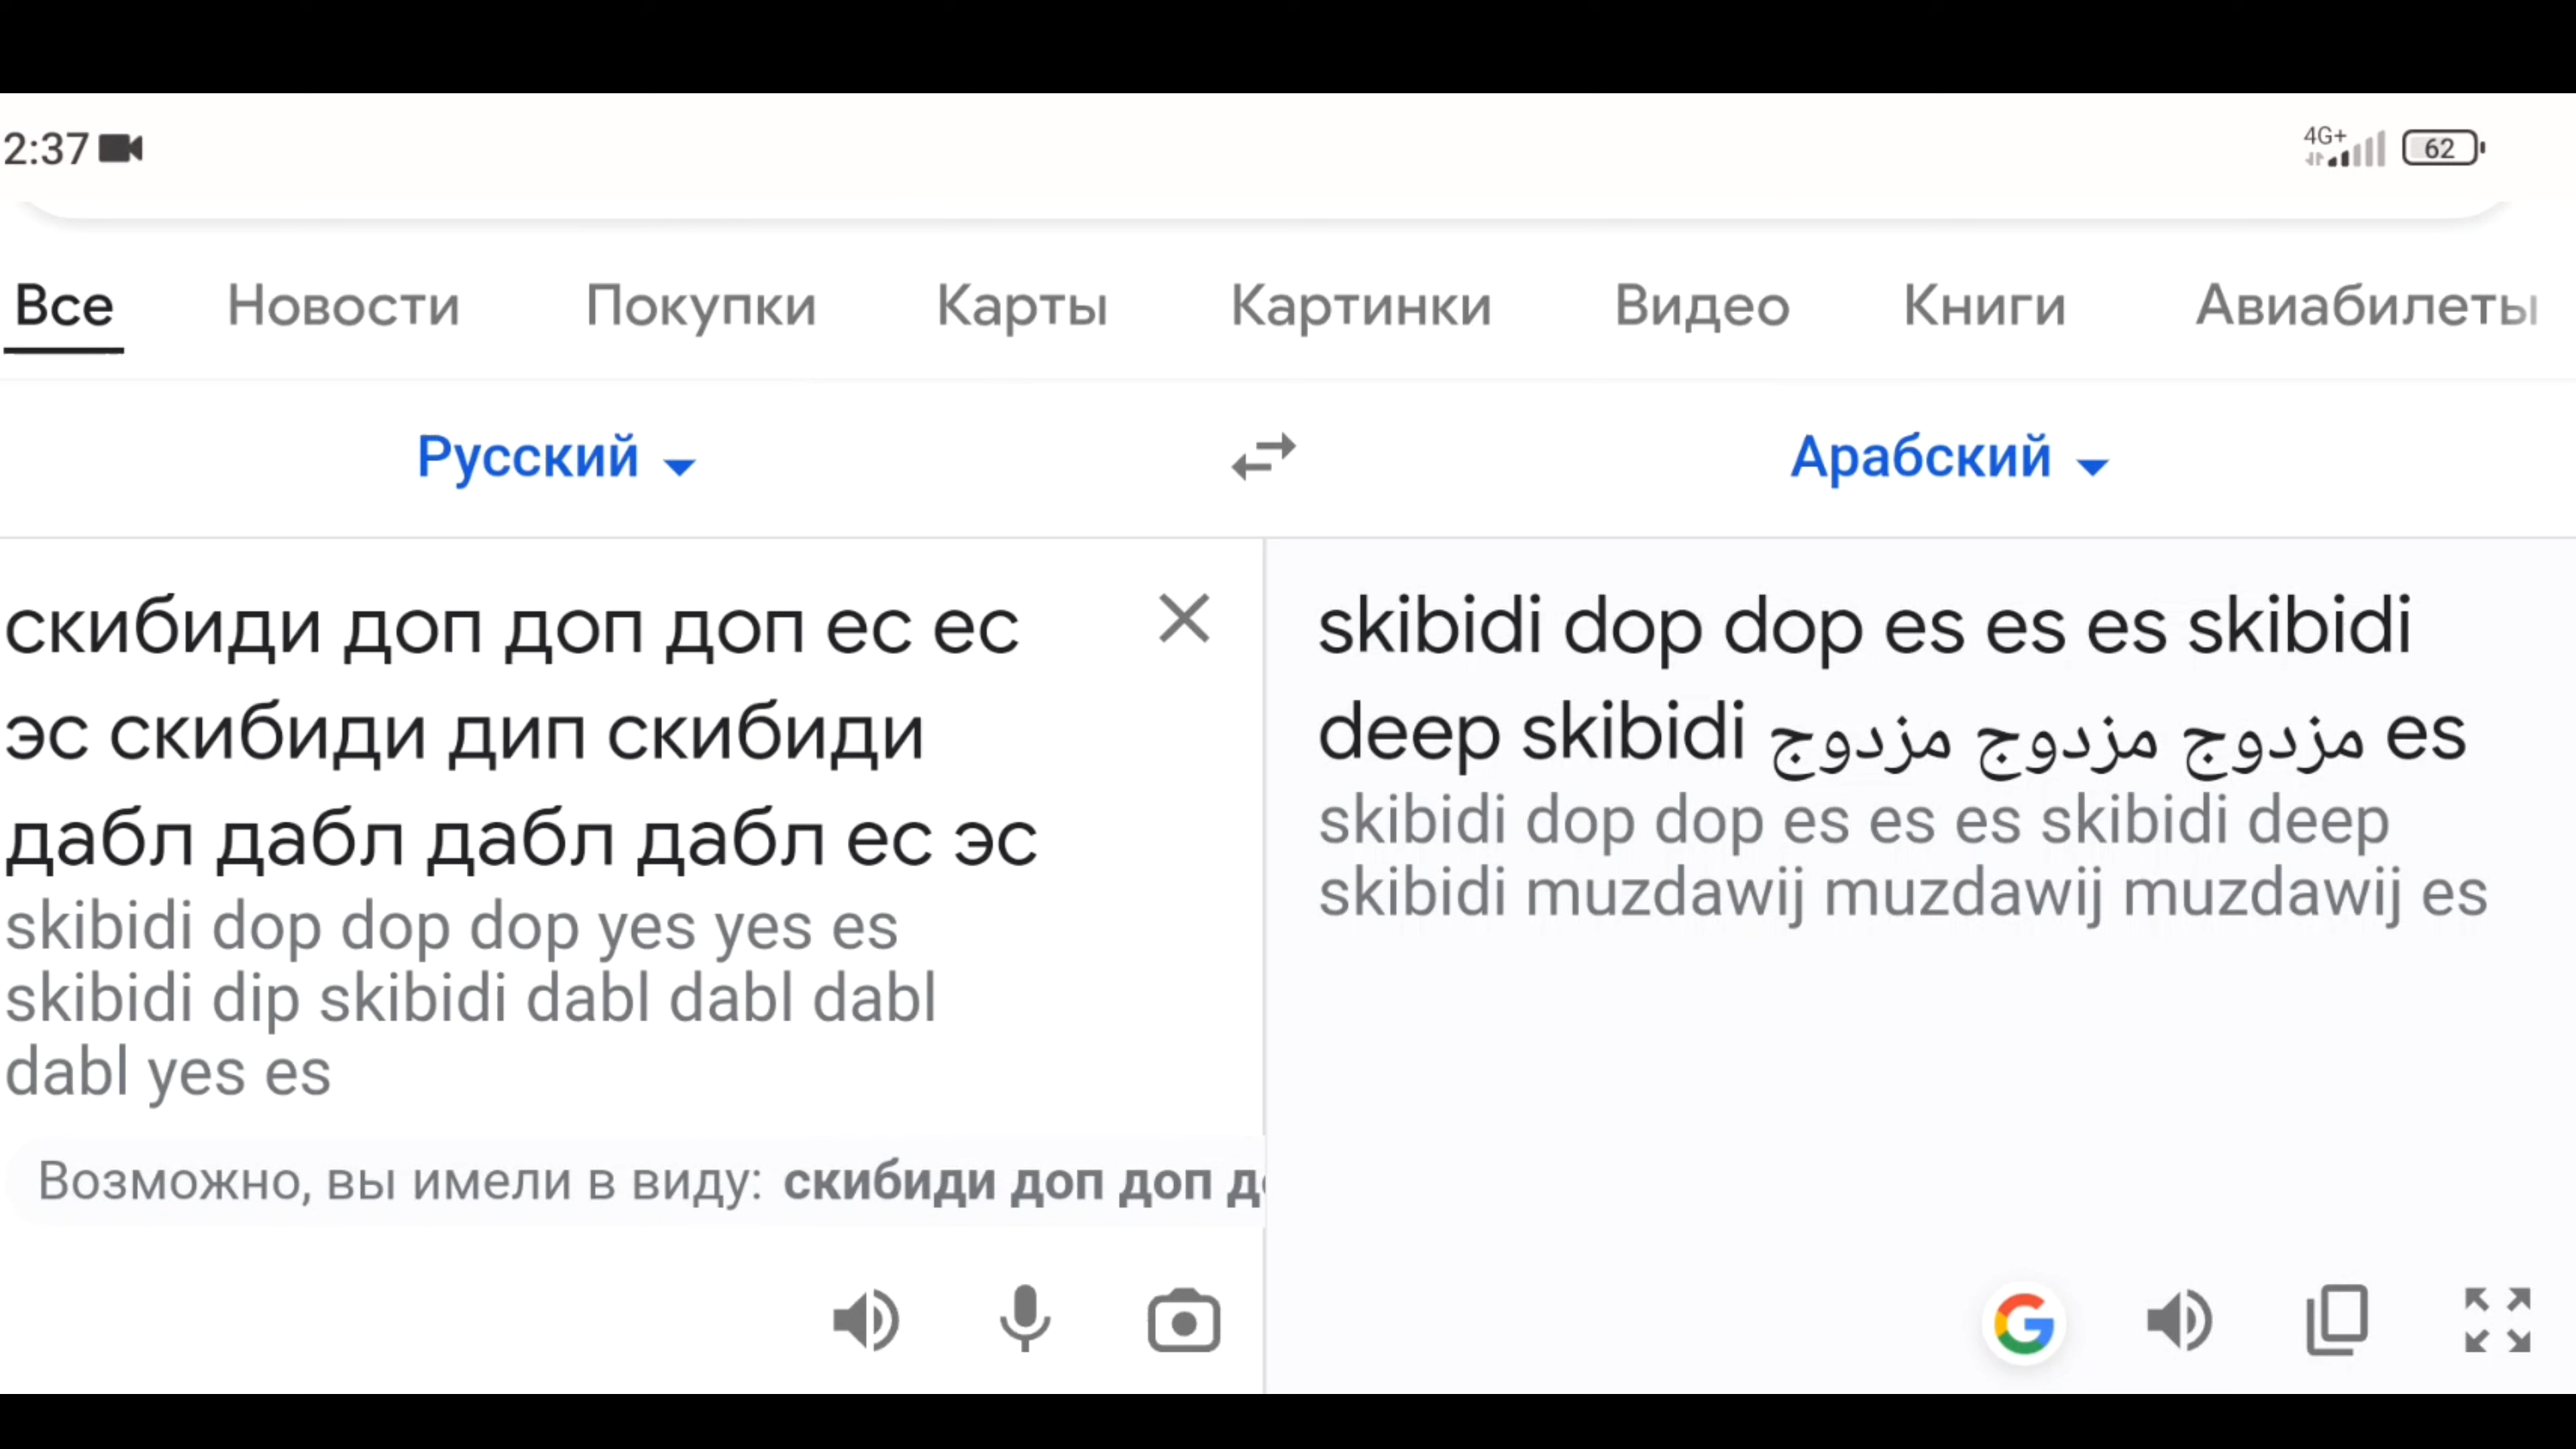 2:37
4G+
62
Все Новости Покупки Карты Картинки Видео Книги Авиабилеты
Русский
Арабский
скибиди доп доп доп ес ес
эс скибиди дип скибиди
дабл дабл дабл дабл ес эс
skibidi dop dop dop yes yes es
skibidi dip skibidi dabl dabl dabl
dabl yes es
Возможно, вы имели в виду: скибиди доп доп
skibidi dop dop es es es skibidi
deep skibidi مزدوج مزدوج مزدوج es
skibidi dop dop es es es skibidi deep
skibidi muzdawij muzdawij muzdawij es